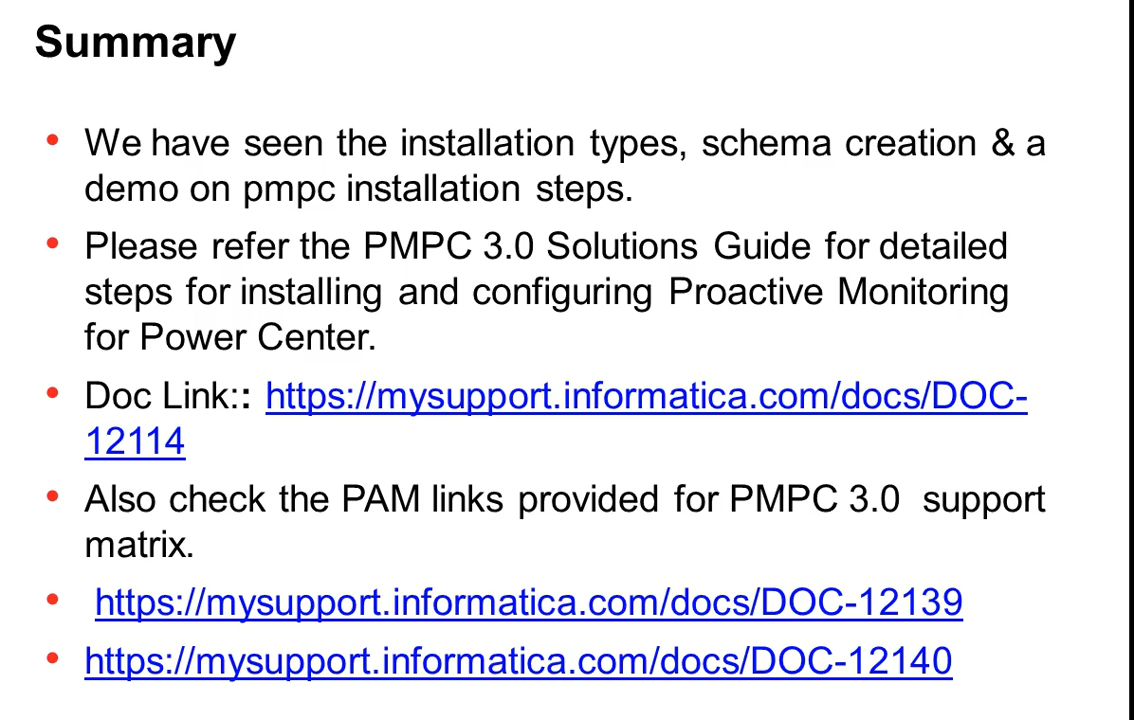 Summary
• We have seen the installation types, schema creation & a
demo on pmpc installation steps.
• Please refer the PMPC 3.0 Solutions Guide for detailed
steps for installing and configuring Proactive Monitoring
for Power Center.
• Doc Link:: https://mysupport.informatica.com/docs/DOC-
12114
• Also check the PAM links provided for PMPC 3.0 support
matrix.
• https://mysupport.informatica.com/docs/DOC-12139
• https://mysupport.informatica.com/docs/DOC-12140